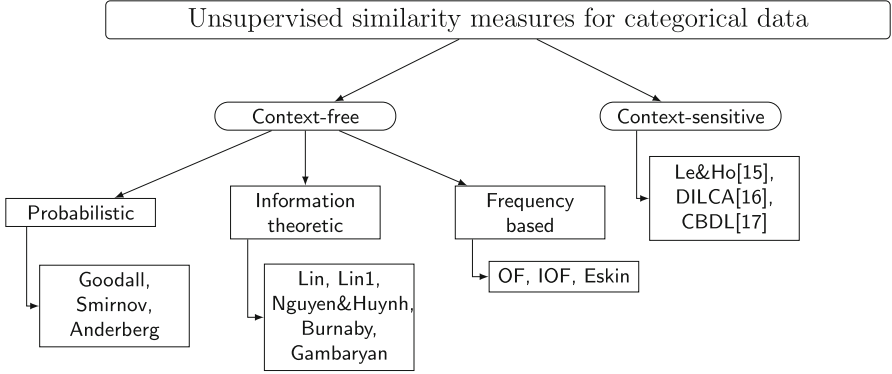 Unsupervised similarity measures for categorical data
Context-free
Context-sensitive
Probabilistic
Information
theoretic
Frequency
based
Le&Ho[15],
DILCA[16],
CBDL[17]
Goodall,
Smirnov,
Anderberg
Lin, Lin1,
Nguyen&Huynh,
Burnaby,
Gambaryan
OF, IOF, Eskin